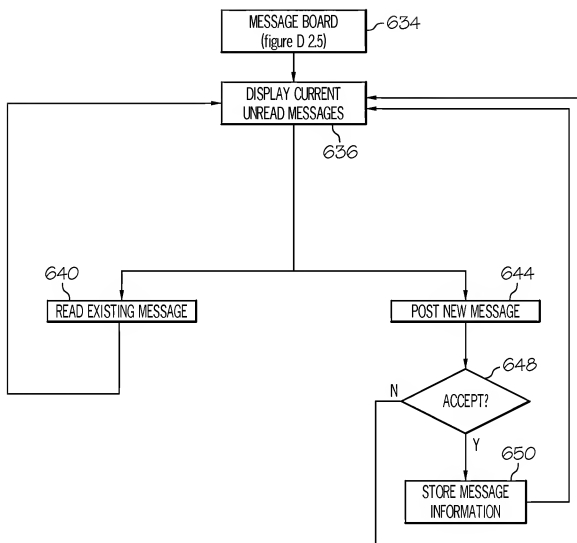 MESSAGE BOARD
(figure D 2.5)
634
DISPLAY CURRENT
UNREAD MESSAGES
636
640
READ EXISTING MESSAGE
644
POST NEW MESSAGE
648
N
ACCEPT?
Y
650
STORE MESSAGE
INFORMATION